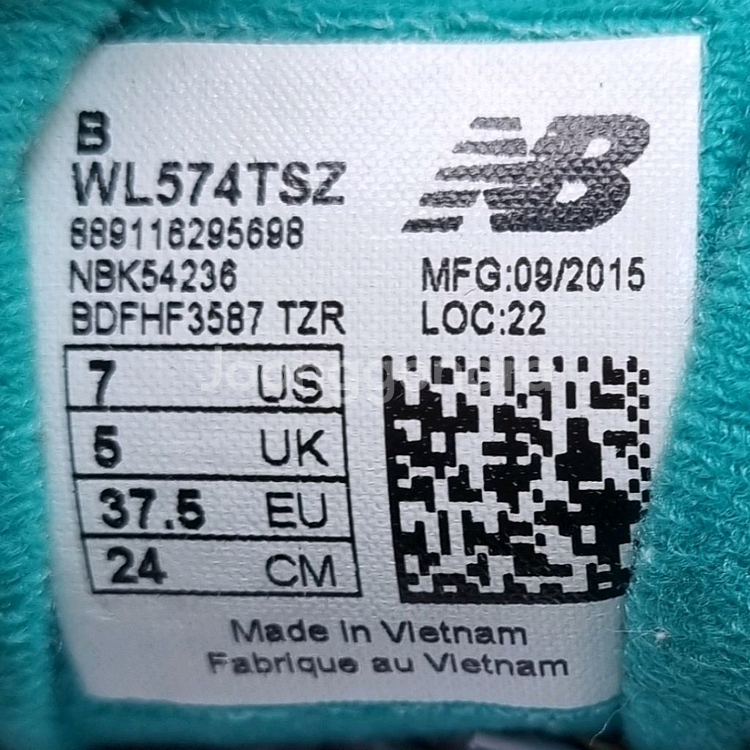 B
WL574TSZ
889116295698
NBK54236
BDFHF3587 TZR
NB
MFG:09/2015
LOC:22
7 US
5 UK
37.5 EU
24 CM
Made in Vietnam
Fabrique au Vietnam